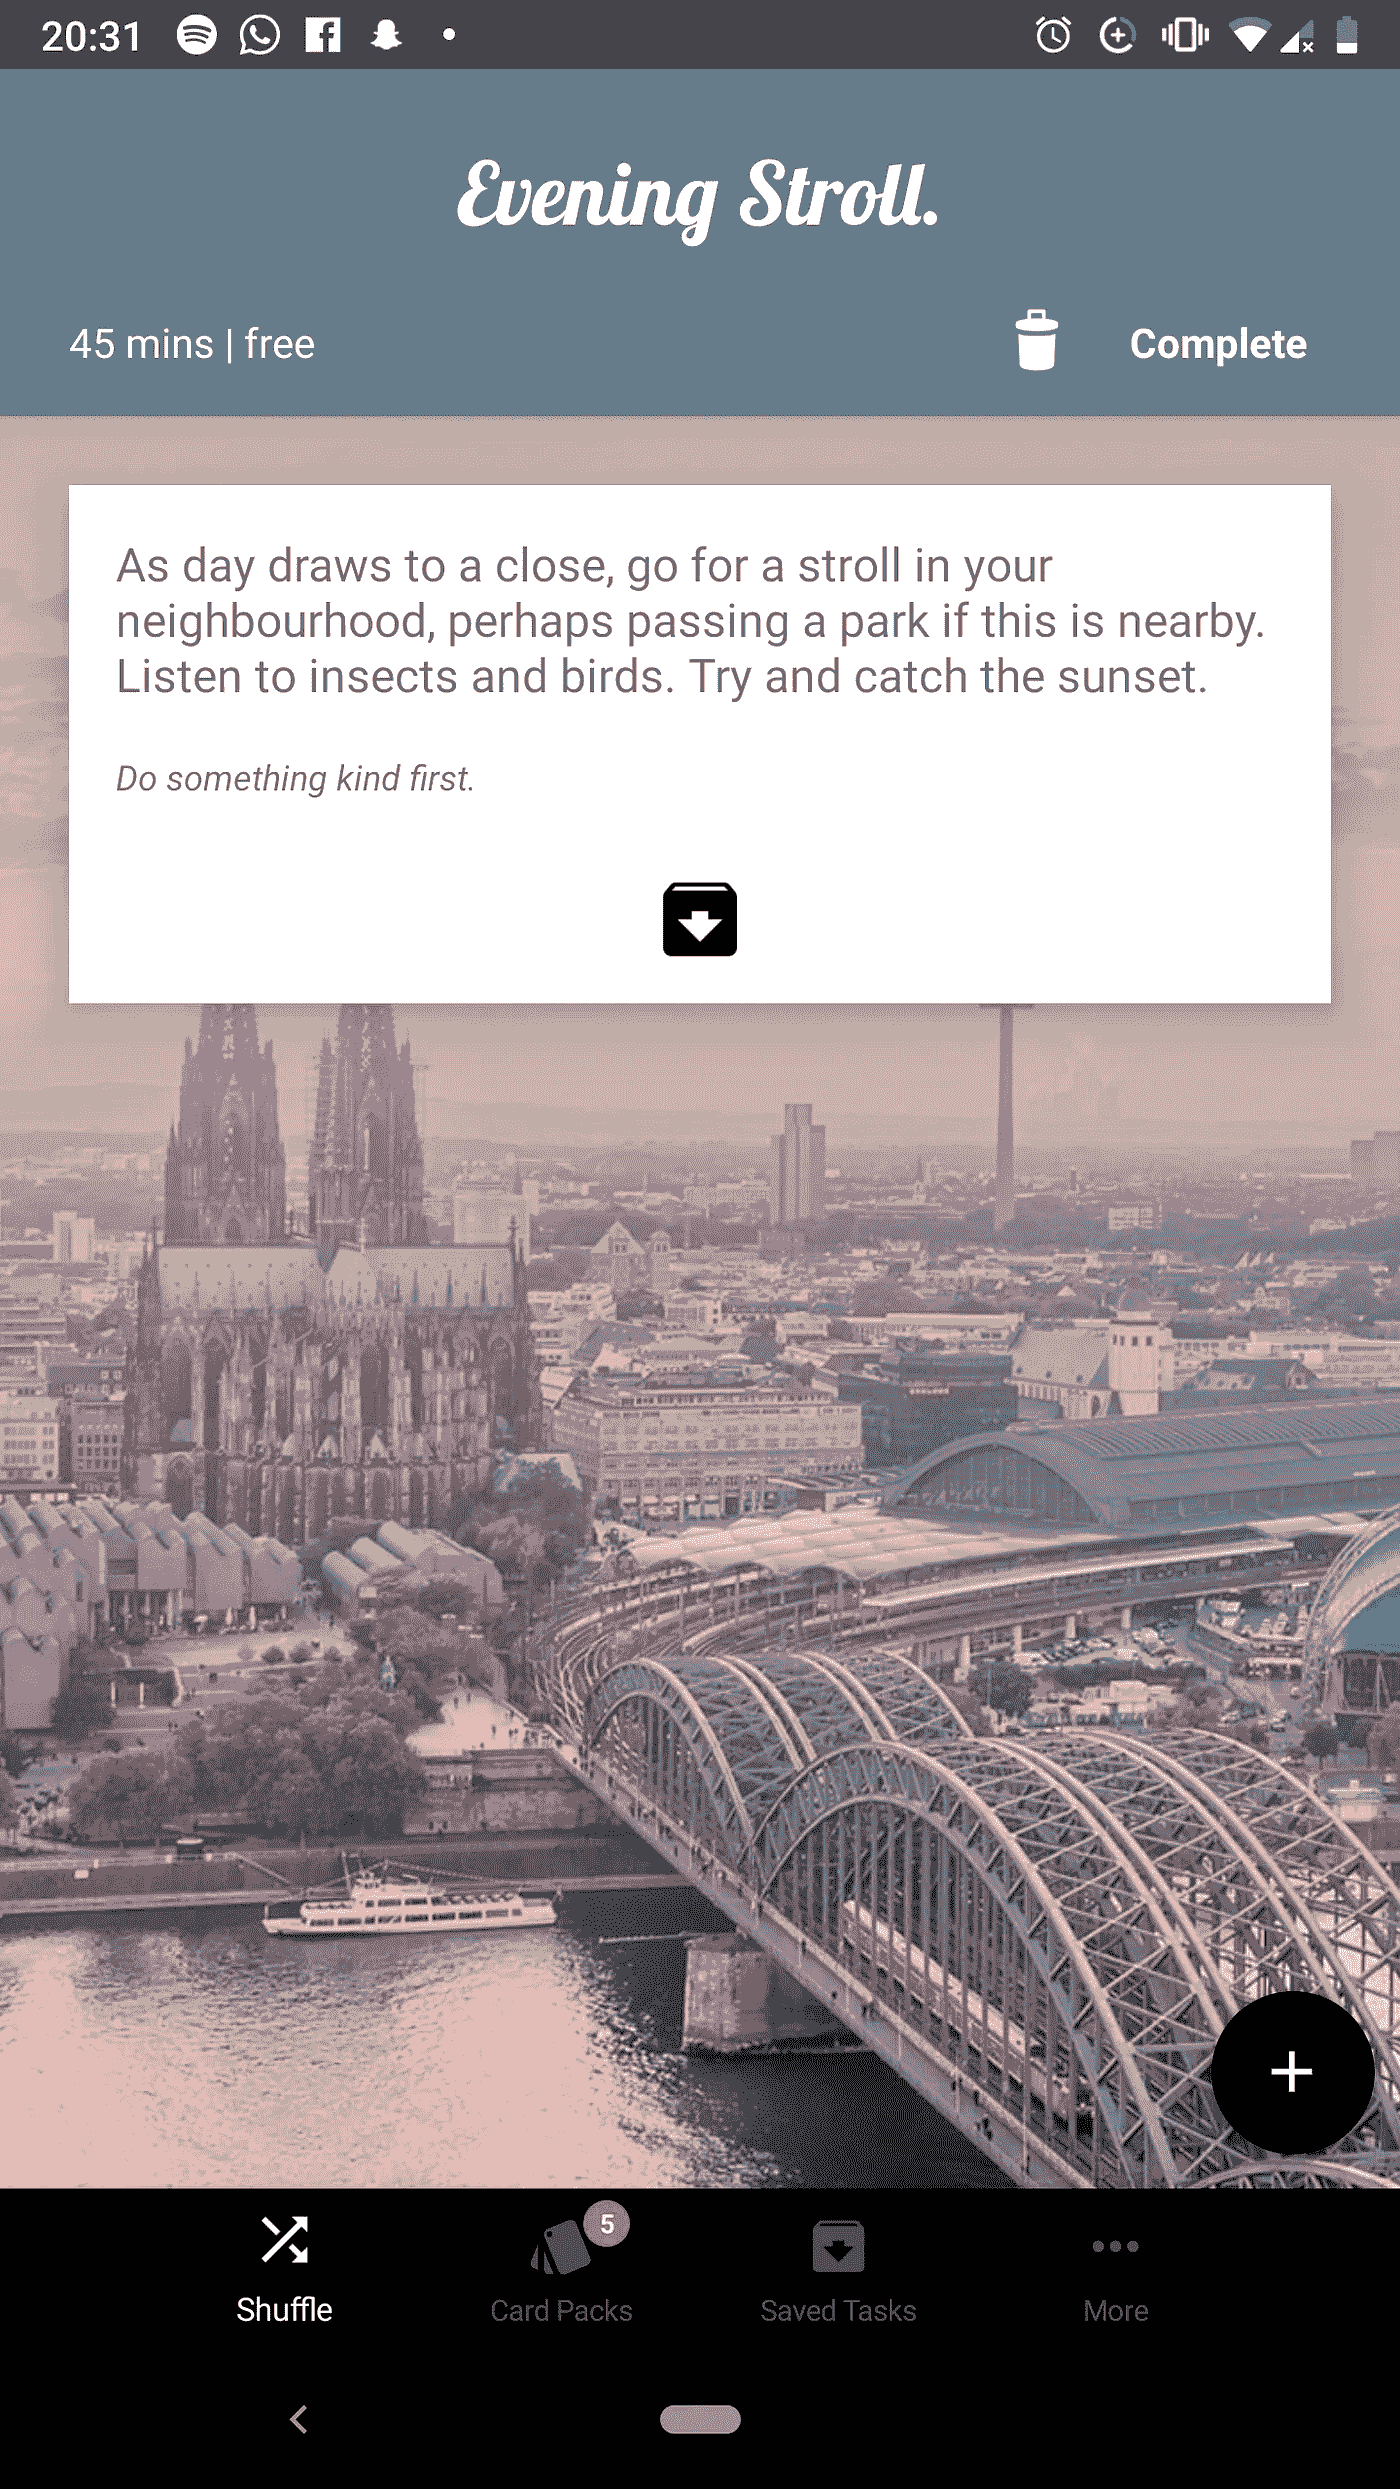 20:31
Evening Stroll.
45 mins | free
Complete
As day draws to a close, go for a stroll in your
neighbourhood, perhaps passing a park if this is nearby.
Listen to insects and birds. Try and catch the sunset.
Do something kind first.
5
Shuffle
Card Packs
Saved Tasks
More